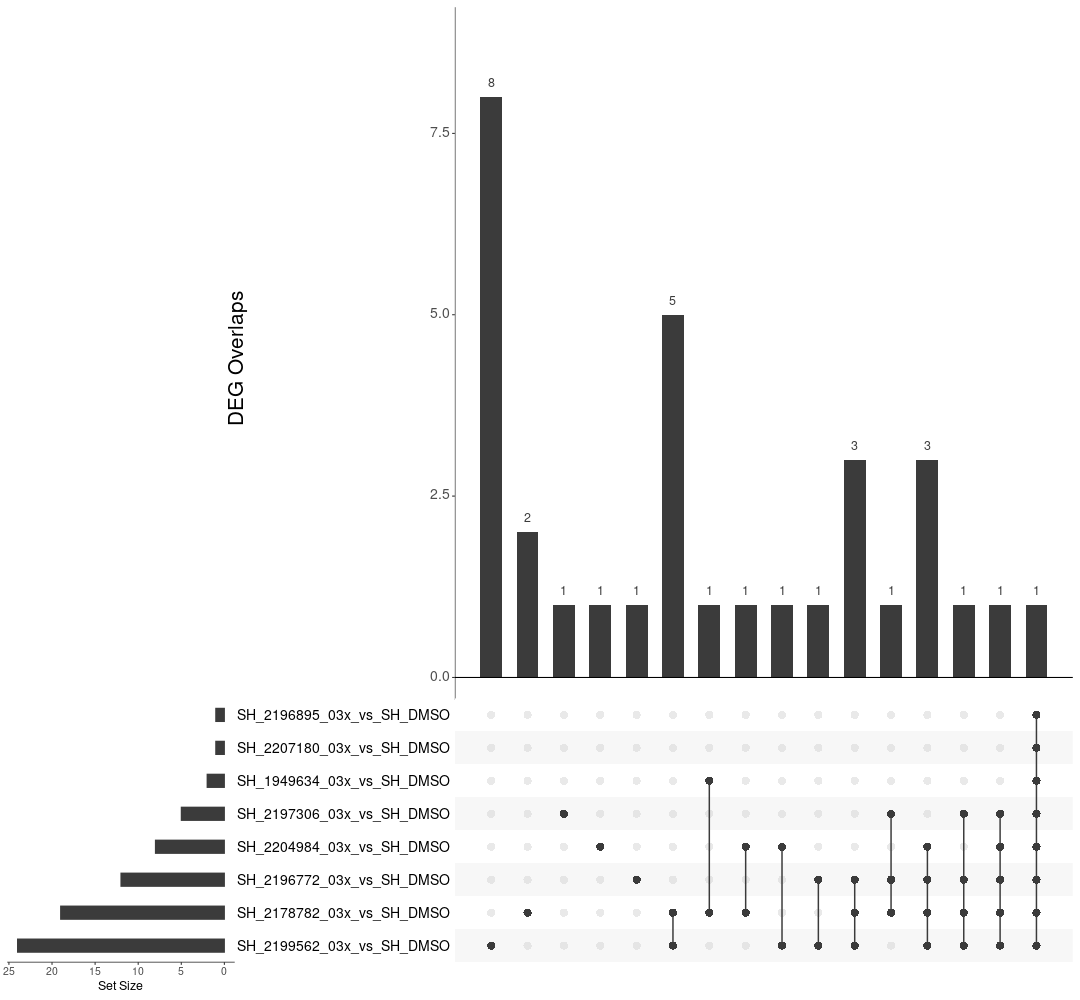 8
7.5
5
5.0
DEG Overlaps
3 3
2.5
2
1 1 1 1 1 1 1 1 1 1 1
0.0
SH_2196895_03x_vs_SH_DMSO
SH_2207180_03x_vs_SH_DMSO
SH_1949634_03x_vs_SH_DMSO
SH_2197306_03x_vs_SH_DMSO
SH_2204984_03x_vs_SH_DMSO
SH_2196772_03x_vs_SH_DMSO
SH_2178782_03x_vs_SH_DMSO
SH_2199562_03x_vs_SH_DMSO
25 20 15 10 5 0
Set Size